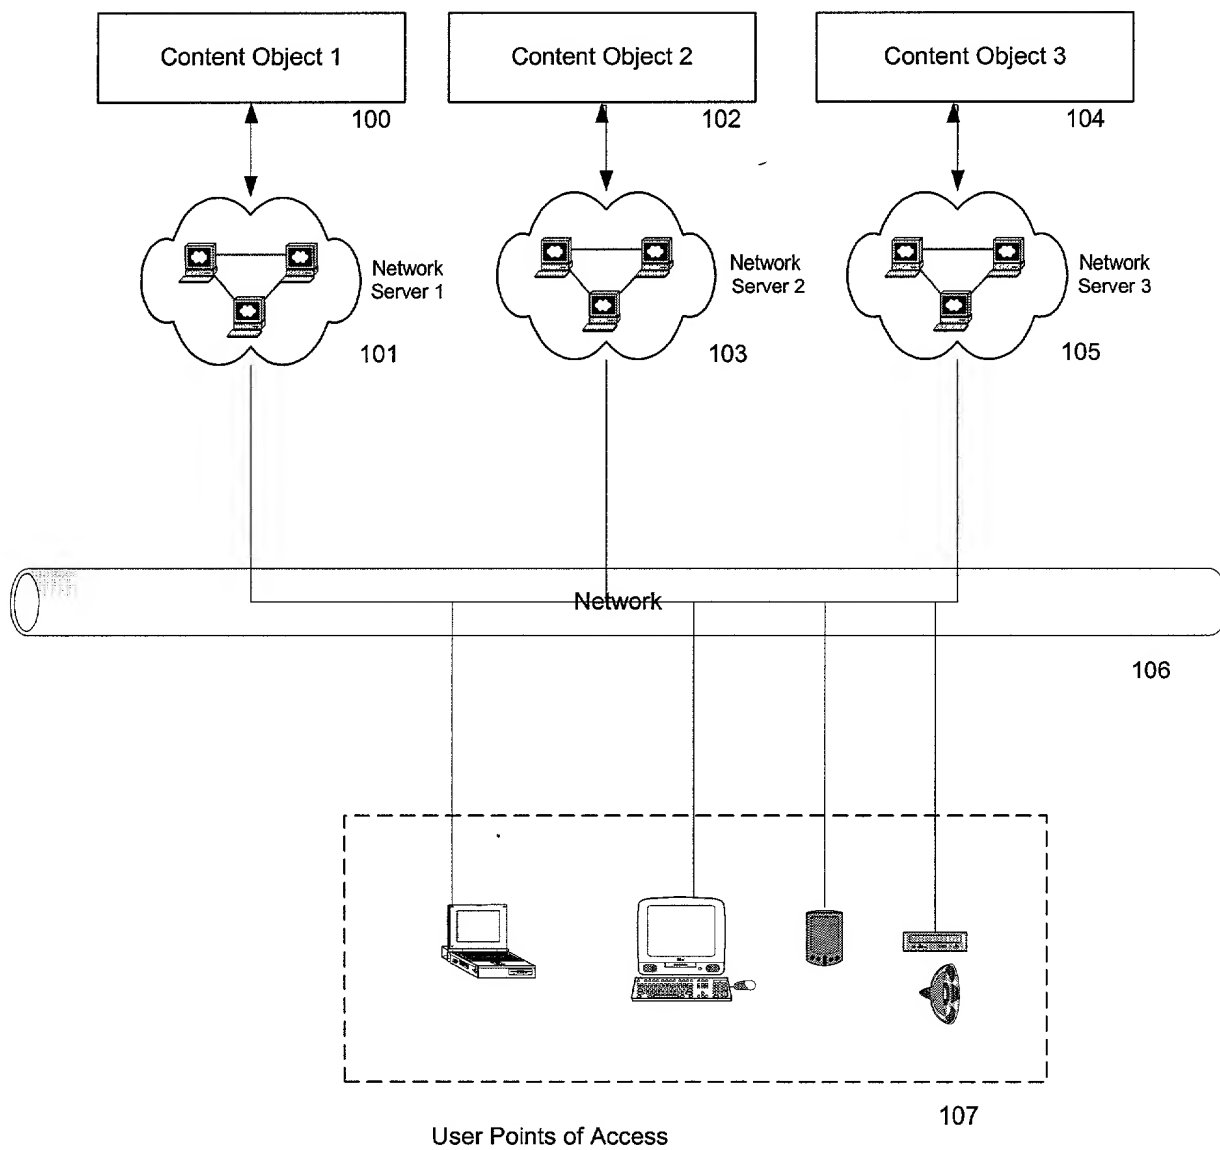 Content Object 1
Content Object 2
Content Object 3
100
102
104
Network
Server 1
Network
Server 2
Network
Server 3
101
103
105
Network
106
107
User Points of Access